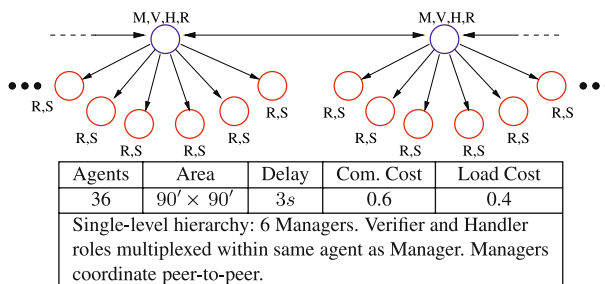 M,V,H,R M,V,H,R
R,S R,S R,S R,S
R,S R,S R,S R,S
R,S R,S R,S R,S
Agents Area Delay Com. Cost Load Cost
36 90′ × 90′ 3s 0.6 0.4
Single-level hierarchy: 6 Managers. Verifier and Handler
roles multiplexed within same agent as Manager. Managers
coordinate peer-to-peer.